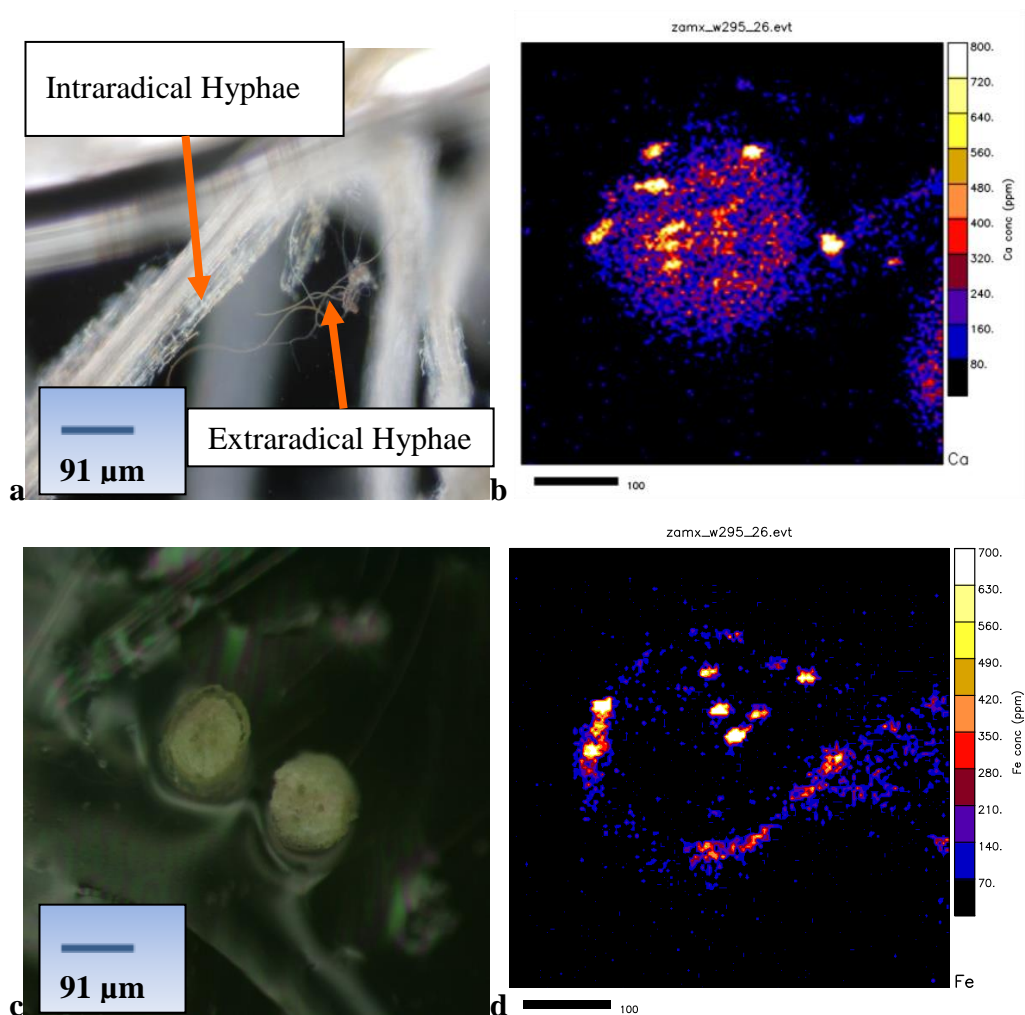 Intraradical Hyphae
Extraradical Hyphae
91 µm
a
zamx_w295_26.evt
800.
720.
640.
560.
480.
400.
320.
240.
160.
80.
Ca conc (ppm)
Ca
100
b
91 µm
c
zamx_w295_26.evt
700.
630.
560.
490.
420.
350.
280.
210.
140.
70.
Fe conc (ppm)
Fe
100
d